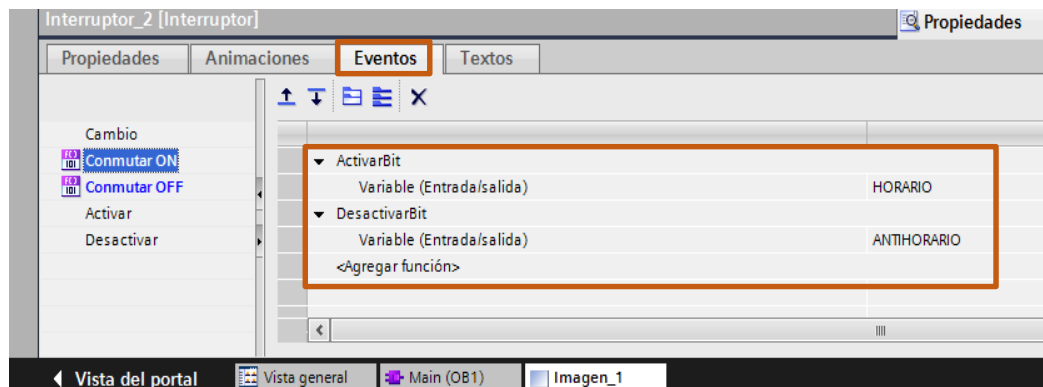 Interruptor_2 [Interruptor]
Propiedades
Propiedades Animaciones Eventos Textos
Cambio
Conmutar ON
Conmutar OFF
Activar
Desactivar
ActivarBit
Variable (Entrada/salida) HORARIO
DesactivarBit
Variable (Entrada/salida) ANTIHORARIO
<Agregar función>
Vista del portal Vista general Main (OB1) Imagen_1